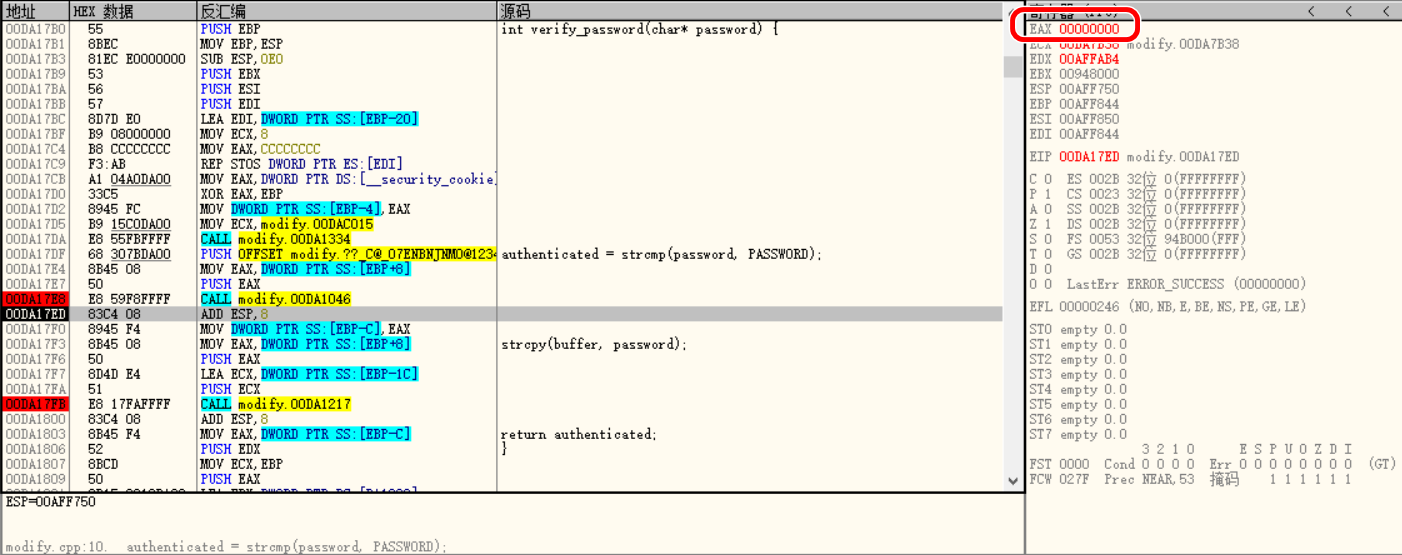 地址 HEX 数据 反汇编 源码 < < <
00DA17B0 55 PUSH EBP int verify_password(char* password) { EAX 00000000
00DA17B1 8BEC MOV EBP,ESP ECX 00DA7B38 modify.00DA7B38
00DA17B3 81EC E0000000 SUB ESP,0E0 EDX 00AFFAB4
00DA17B9 53 PUSH EBX EBX 00948000
00DA17BA 56 PUSH ESI ESP 00AFF750
00DA17BB 57 PUSH EDI EBP 00AFF844
00DA17BC 8D7D E0 LEA EDI,DWORD PTR SS:[EBP-20] ESI 00AFF850
00DA17BF B9 08000000 MOV ECX,8 EDI 00AFF844
00DA17C4 B8 CCCCCCCC MOV EAX,CCCCCCCC
00DA17C9 F3:AB REP STOS DWORD PTR ES:[EDI] EIP 00DA17ED modify.00DA17ED
00DA17CB A1 04A0DA00 MOV EAX,DWORD PTR DS:[__security_cookie] C 0 ES 002B 32位 0(FFFFFFFF)
00DA17D0 33C5 XOR EAX,EBP P 1 CS 0023 32位 0(FFFFFFFF)
00DA17D2 8945 FC MOV DWORD PTR SS:[EBP-4],EAX A 0 SS 002B 32位 0(FFFFFFFF)
00DA17D5 B9 15C0DA00 MOV ECX,modify.00DAC015 Z 1 DS 002B 32位 0(FFFFFFFF)
00DA17DA E8 55FBFFFF CALL modify.00DA1334 S 0 FS 0053 32位 94B000(FFF)
00DA17DF 68 307BDA00 PUSH OFFSET modify.??_C@_07ENBNJNMO@1234 authenticated = strcmp(password, PASSWORD); T 0 GS 002B 32位 0(FFFFFFFF)
00DA17E4 8B45 08 MOV EAX,DWORD PTR SS:[EBP+8] D 0
00DA17E7 50 PUSH EAX O 0 LastErr ERROR_SUCCESS (00000000)
00DA17E8 E8 59F8FFFF CALL modify.00DA1046
00DA17ED 83C4 08 ADD ESP,8 EFL 00000246 (NO,NB,E,BE,NS,PE,GE,LE)
00DA17F0 8945 F4 MOV DWORD PTR SS:[EBP-C],EAX ST0 empty 0.0
00DA17F3 8B45 08 MOV EAX,DWORD PTR SS:[EBP+8] strcpy(buffer, password); ST1 empty 0.0
00DA17F6 50 PUSH EAX ST2 empty 0.0
00DA17F7 8D4D E4 LEA ECX,DWORD PTR SS:[EBP-1C] ST3 empty 0.0
00DA17FA 51 PUSH ECX ST4 empty 0.0
00DA17FB E8 17FAFFFF CALL modify.00DA1217 ST5 empty 0.0
00DA1800 83C4 08 ADD ESP,8 ST6 empty 0.0
00DA1803 8B45 F4 MOV EAX,DWORD PTR SS:[EBP-C] return authenticated; ST7 empty 0.0
00DA1806 52 PUSH EDX } 3 2 1 0 E S P U O Z D I
00DA1807 8BCD MOV ECX,EBP FST 0000 Cond 0 0 0 0 Err 0 0 0 0 0 0 0 0 (GT)
00DA1809 50 PUSH EAX FCW 027F Prec NEAR,53 掩码 1 1 1 1 1 1
ESP=00AFF750
modify.cpp:10. authenticated = strcmp(password, PASSWORD);